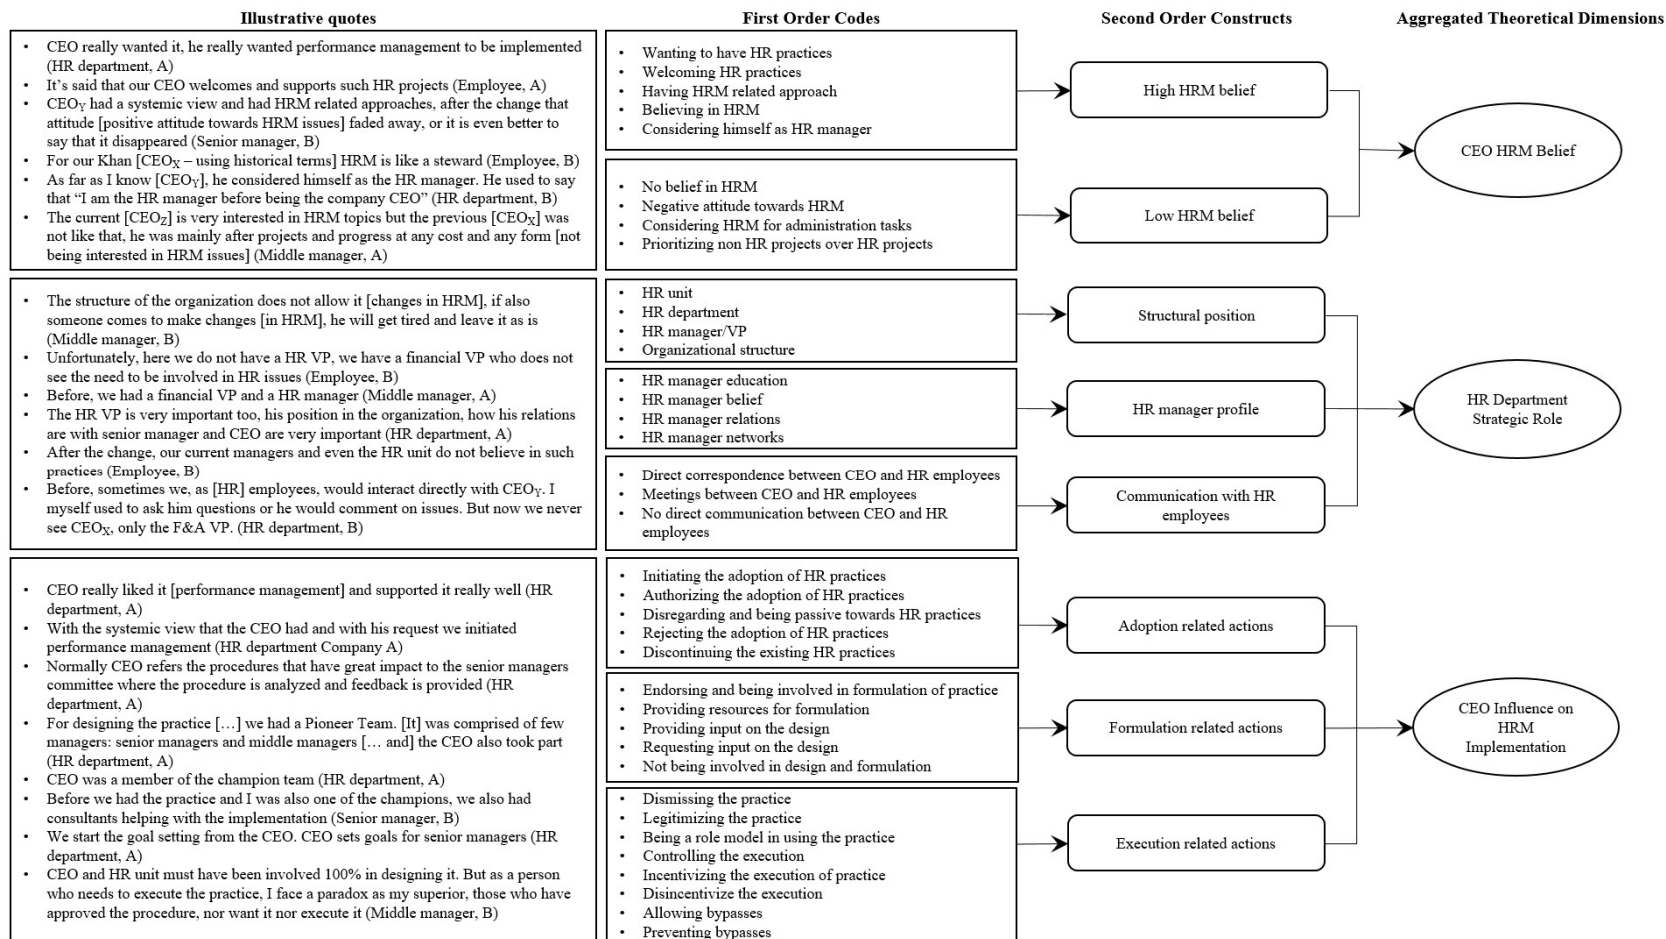 Illustrative quotes
First Order Codes
Second Order Constructs
Aggregated Theoretical Dimensions
• CEO really wanted it, he really wanted performance management to be implemented
(HR department, A)
• It’s said that our CEO welcomes and supports such HR projects (Employee, A)
• CEOY had a systemic view and had HRM related approaches, after the change that
attitude [positive attitude towards HRM issues] faded away, or it is even better to
say that it disappeared (Senior manager, B)
• For our Khan [CEOX – using historical terms] HRM is like a steward (Employee, B)
• As far as I know [CEOY], he considered himself as the HR manager. He used to say
that “I am the HR manager before being the company CEO” (HR department, B)
• The current [CEOZ] is very interested in HRM topics but the previous [CEOX] was
not like that, he was mainly after projects and progress at any cost and any form [not
being interested in HRM issues] (Middle manager, A)
• Wanting to have HR practices
• Welcoming HR practices
• Having HRM related approach
• Believing in HRM
• Considering himself as HR manager
High HRM belief
• No belief in HRM
• Negative attitude towards HRM
• Considering HRM for administration tasks
• Prioritizing non HR projects over HR projects
Low HRM belief
CEO HRM Belief
• The structure of the organization does not allow it [changes in HRM], if also
someone comes to make changes [in HRM], he will get tired and leave it as is
(Middle manager, B)
• Unfortunately, here we do not have a HR VP, we have a financial VP who does not
see the need to be involved in HR issues (Employee, B)
• Before, we had a financial VP and a HR manager (Middle manager, A)
• The HR VP is very important too, his position in the organization, how his relations
are with senior manager and CEO are very important (HR department, A)
• After the change, our current managers and even the HR unit do not believe in such
practices (Employee, B)
• Before, sometimes we, as [HR] employees, would interact directly with CEOY. I
myself used to ask him questions or he would comment on issues. But now we never
see CEOX, only the F&A VP. (HR department, B)
• HR unit
• HR department
• HR manager/VP
• Organizational structure
Structural position
• HR manager education
• HR manager belief
• HR manager relations
• HR manager networks
HR manager profile
• Direct correspondence between CEO and HR employees
• Meetings between CEO and HR employees
• No direct communication between CEO and HR
employees
Communication with HR
employees
HR Department
Strategic Role
• CEO really liked it [performance management] and supported it really well (HR
department, A)
• With the systemic view that the CEO had and with his request we initiated
performance management (HR department Company A)
• Normally CEO refers the procedures that have great impact to the senior managers
committee where the procedure is analyzed and feedback is provided (HR
department, A)
• For designing the practice […] we had a Pioneer Team. [It] was comprised of few
managers: senior managers and middle managers [… and] the CEO also took part
(HR department, A)
• CEO was a member of the champion team (HR department, A)
• Before we had the practice and I was also one of the champions, we also had
consultants helping with the implementation (Senior manager, B)
• We start the goal setting from the CEO. CEO sets goals for senior managers (HR
department, A)
• CEO and HR unit must have been involved 100% in designing it. But as a person
who needs to execute the practice, I face a paradox as my superior, those who have
approved the procedure, nor want it nor execute it (Middle manager, B)
• Initiating the adoption of HR practices
• Authorizing the adoption of HR practices
• Disregarding and being passive towards HR practices
• Rejecting the adoption of HR practices
• Discontinuing the existing HR practices
Adoption related actions
• Endorsing and being involved in formulation of practice
• Providing resources for formulation
• Providing input on the design
• Requesting input on the design
• Not being involved in design and formulation
Formulation related actions
• Dismissing the practice
• Legitimizing the practice
• Being a role model in using the practice
• Controlling the execution
• Incentivizing the execution of practice
• Disincentivize the execution
• Allowing bypasses
• Preventing bypasses
Execution related actions
CEO Influence on
HRM
Implementation